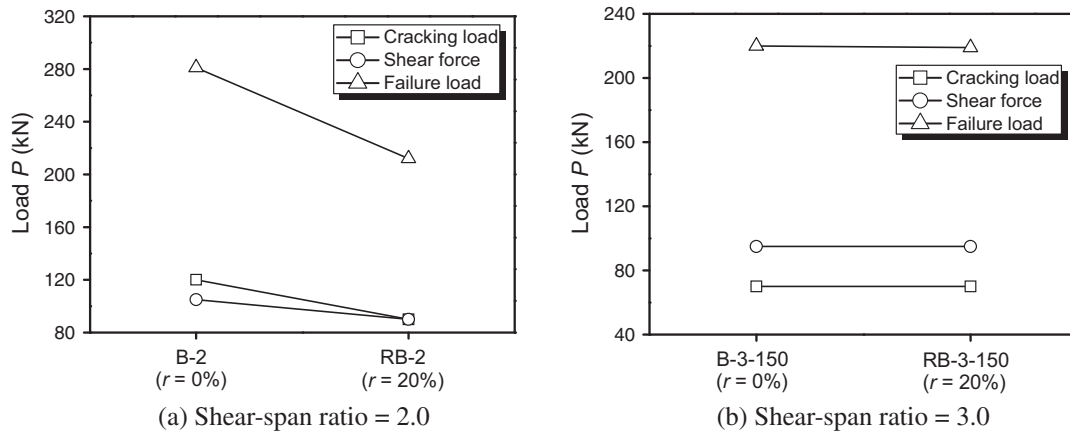 320
280
240
200
160
120
80
Load P (kN)
Cracking load
Shear force
Failure load
B-2
(r = 0%)
RB-2
(r = 20%)
(a) Shear-span ratio = 2.0
240
200
160
120
80
40
Load P (kN)
Cracking load
Shear force
Failure load
B-3-150
(r = 0%)
RB-3-150
(r = 20%)
(b) Shear-span ratio = 3.0